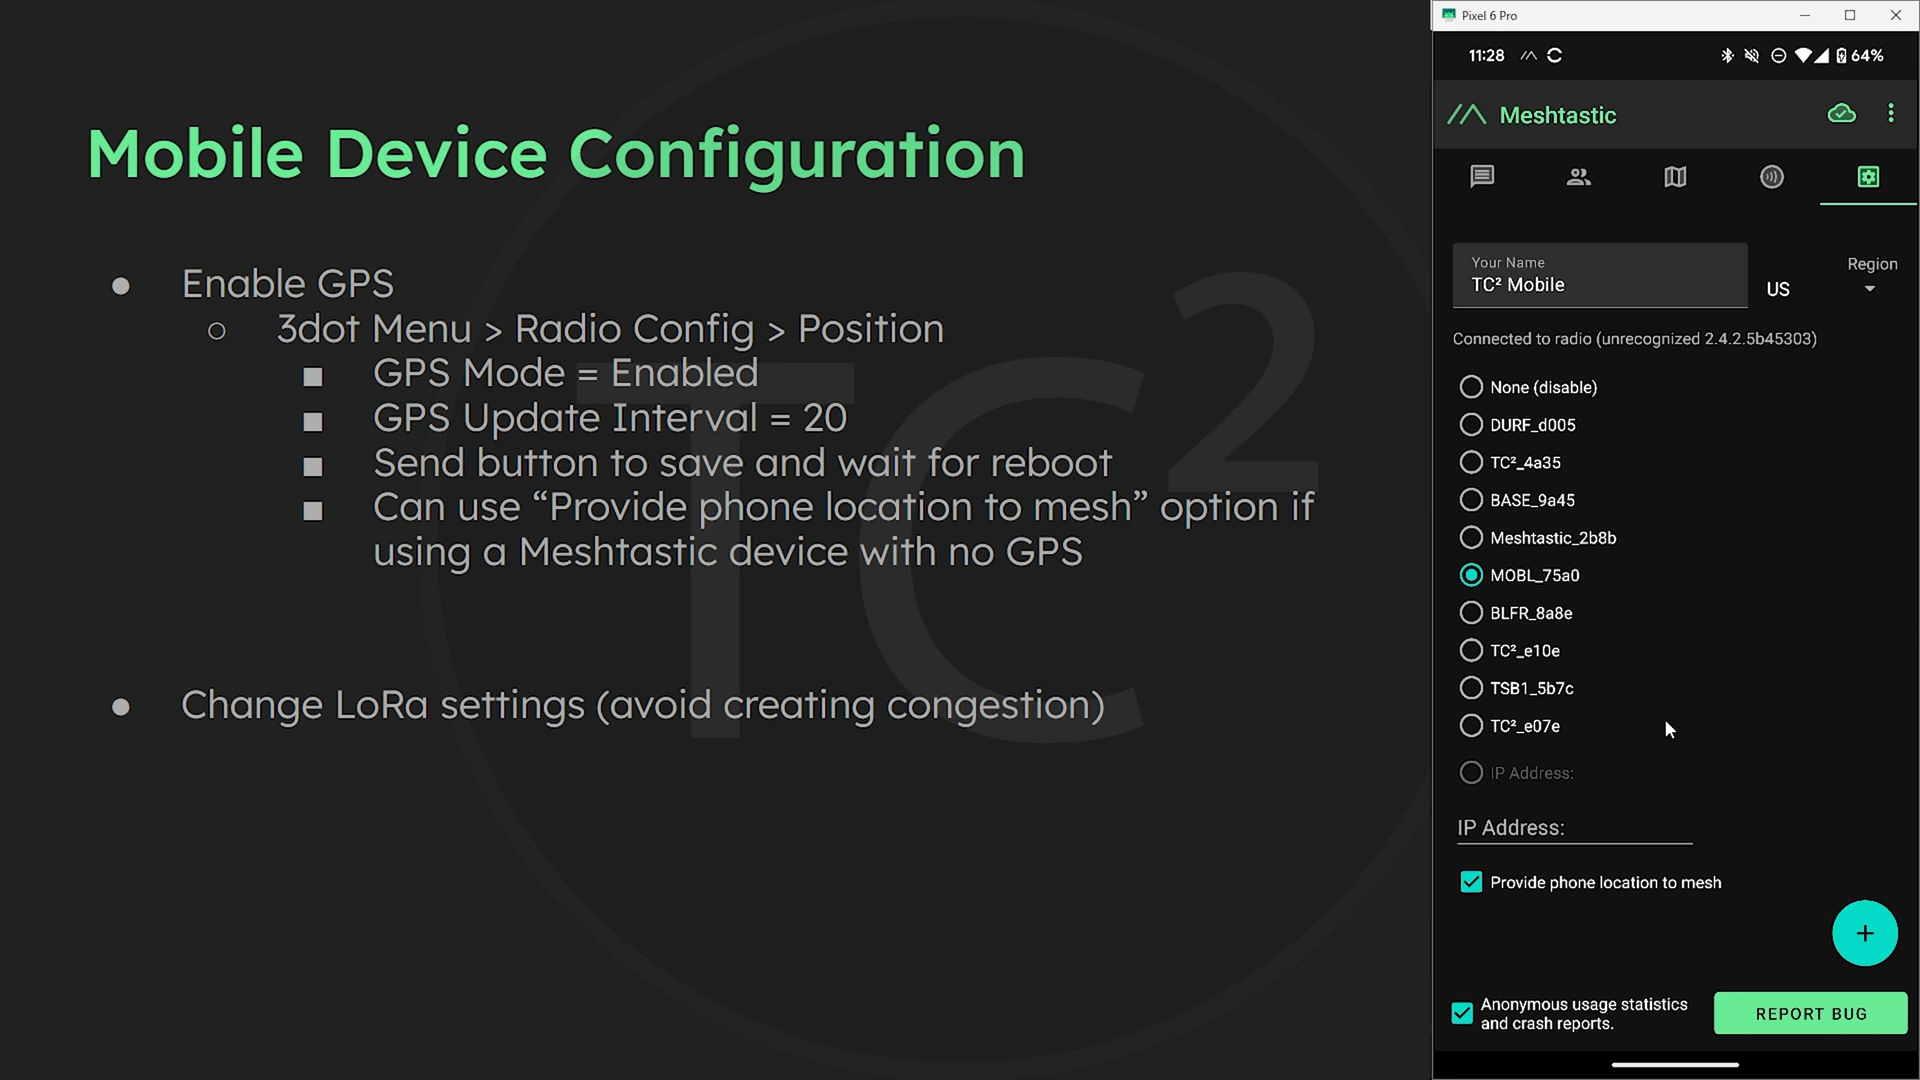 Mobile Device Configuration
● Enable GPS
○ 3dot Menu > Radio Config > Position
■ GPS Mode = Enabled
■ GPS Update Interval = 20
■ Send button to save and wait for reboot
■ Can use “Provide phone location to mesh” option if
using a Meshtastic device with no GPS
● Change LoRa settings (avoid creating congestion)
TC²
Pixel 6 Pro
11:28
64%
Meshtastic
Your Name
TC² Mobile
US
Region
Connected to radio (unrecognized 2.4.2.5b45303)
None (disable)
DURF_d005
TC²_4a35
BASE_9a45
Meshtastic_2b8b
MOBL_75a0
BLFR_8a8e
TC²_e10e
TSB1_5b7c
TC²_e07e
IP Address:
IP Address:
Provide phone location to mesh
+
Anonymous usage statistics
and crash reports.
REPORT BUG